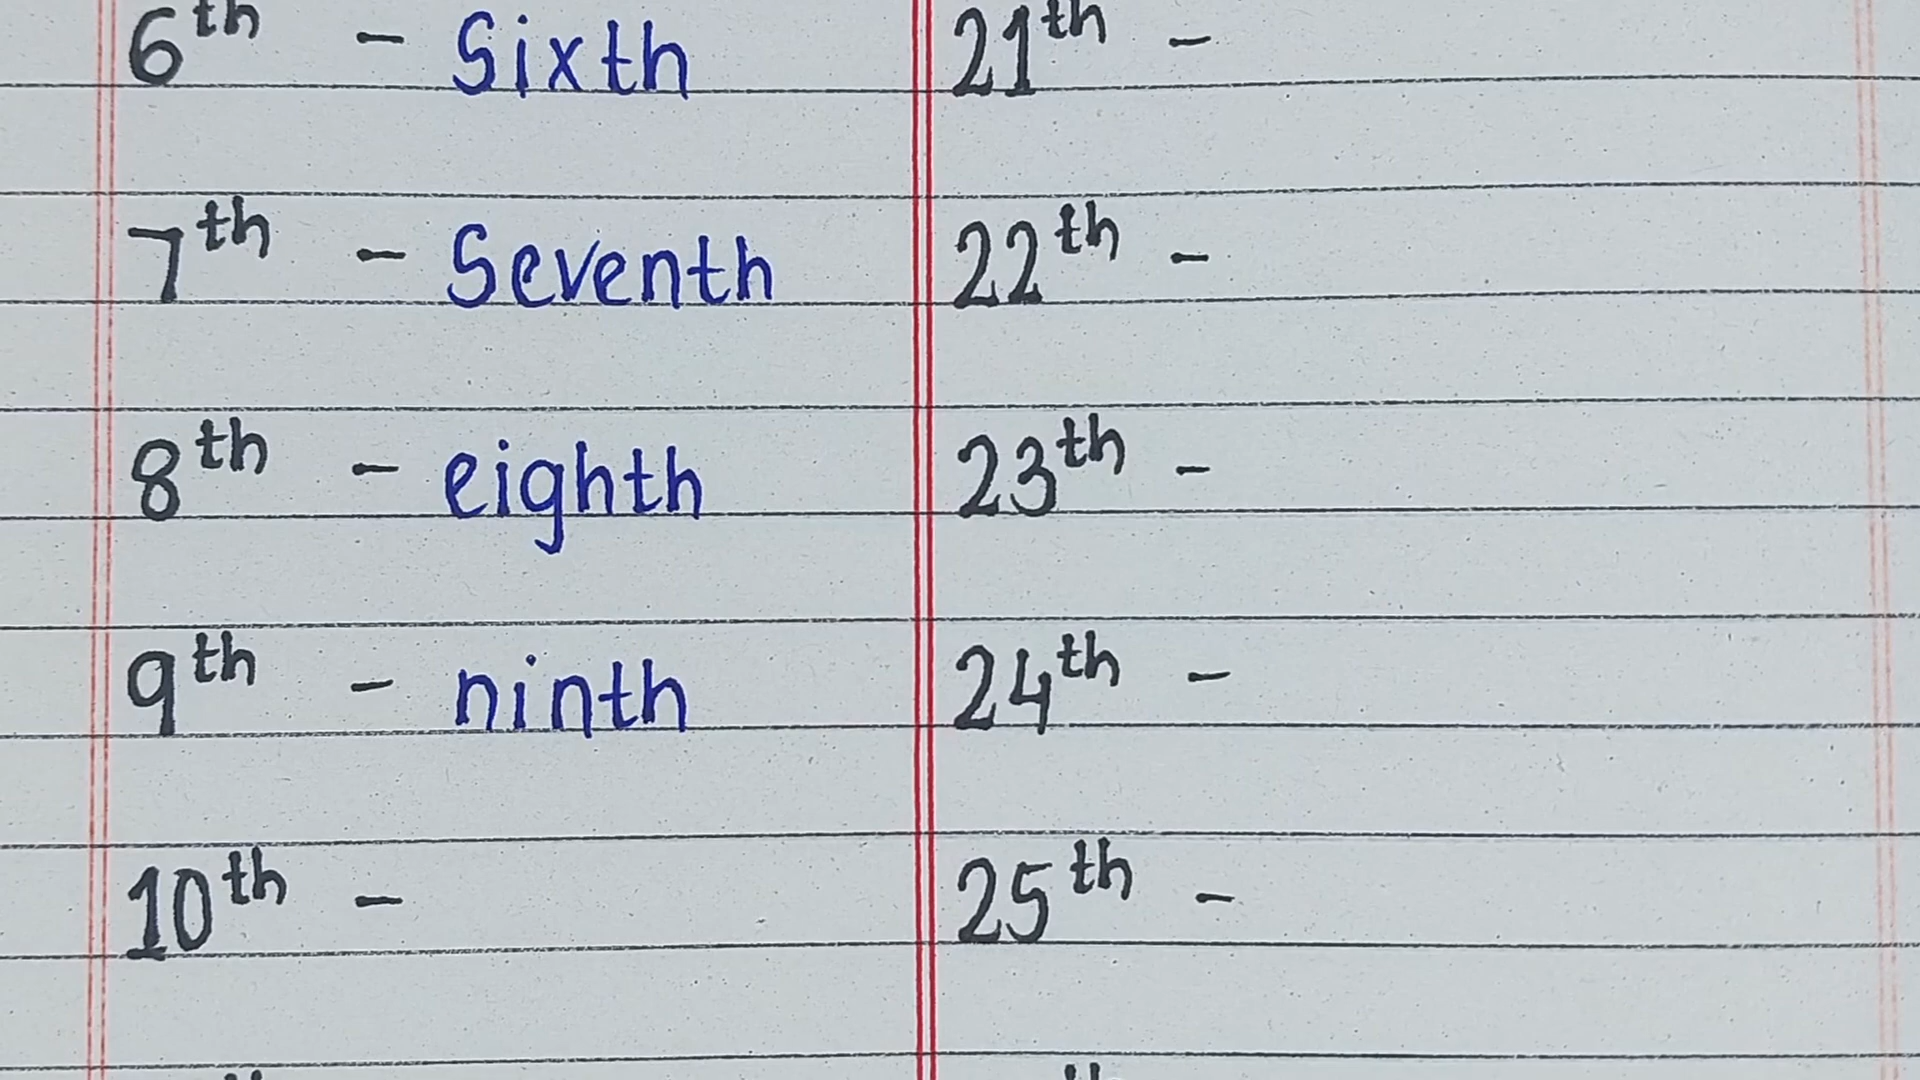 6th - Sixth
7th - Seventh
8th - eighth
9th - ninth
10th -
21th -
22th -
23th -
24th -
25th -